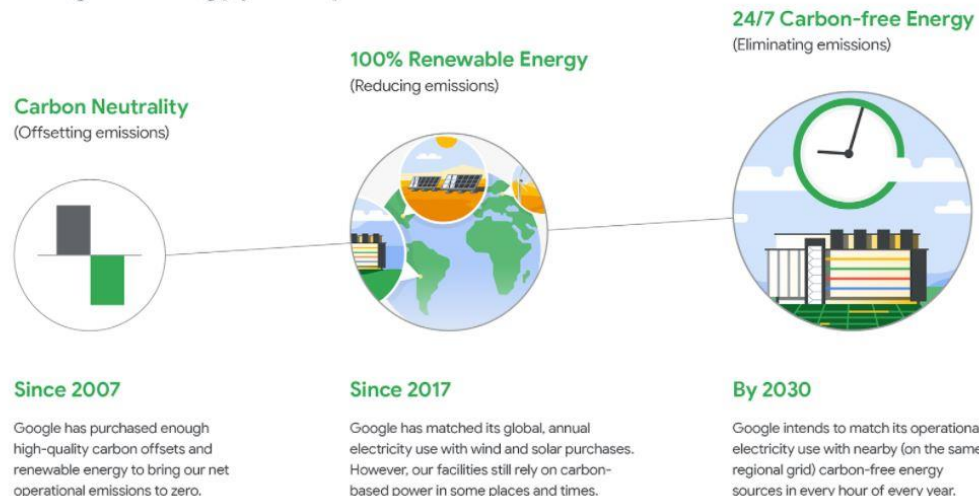 24/7 Carbon-free Energy
(Eliminating emissions)
100% Renewable Energy
(Reducing emissions)
Carbon Neutrality
(Offsetting emissions)
Since 2007
Google has purchased enough
high-quality carbon offsets and
renewable energy to bring our net
operational emissions to zero.
Since 2017
Google has matched its global, annual
electricity use with wind and solar purchases.
However, our facilities still rely on carbon-
based power in some places and times.
By 2030
Google intends to match its operationa
electricity use with nearby (on the same
regional grid) carbon-free energy
sources in every hour of every year.